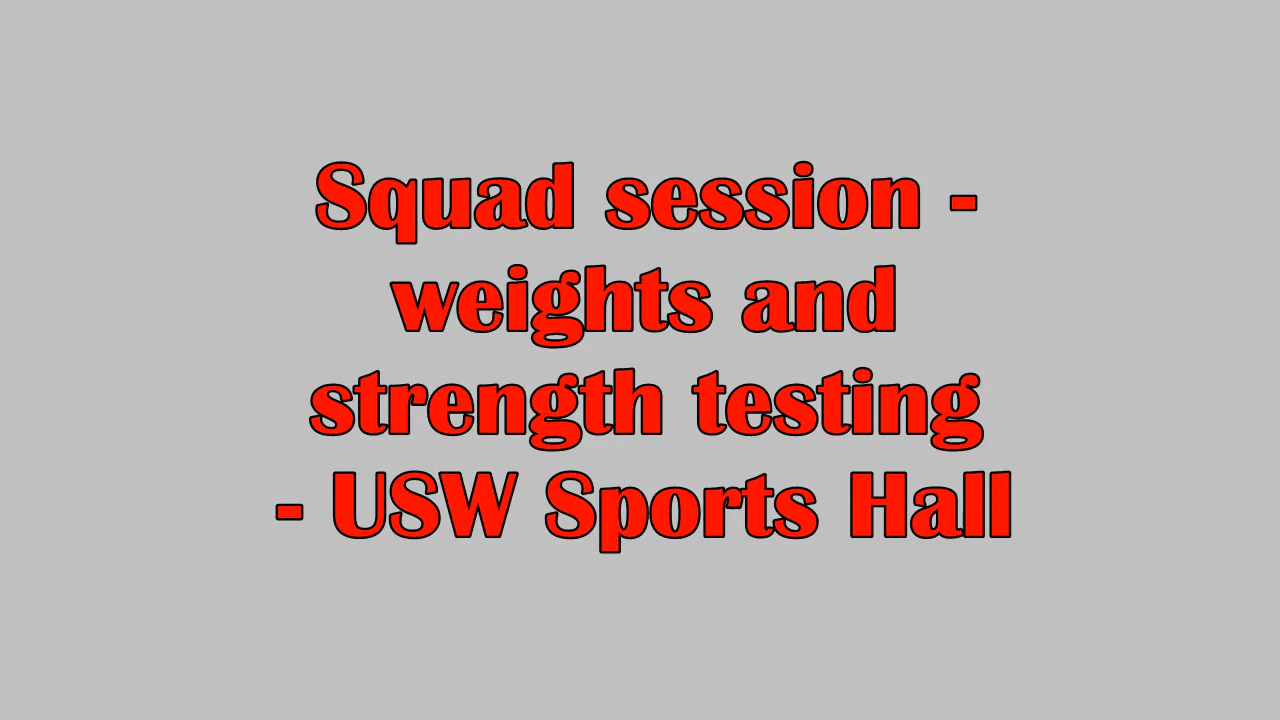 Squad session -
weights and
strength testing
- USW Sports Hall